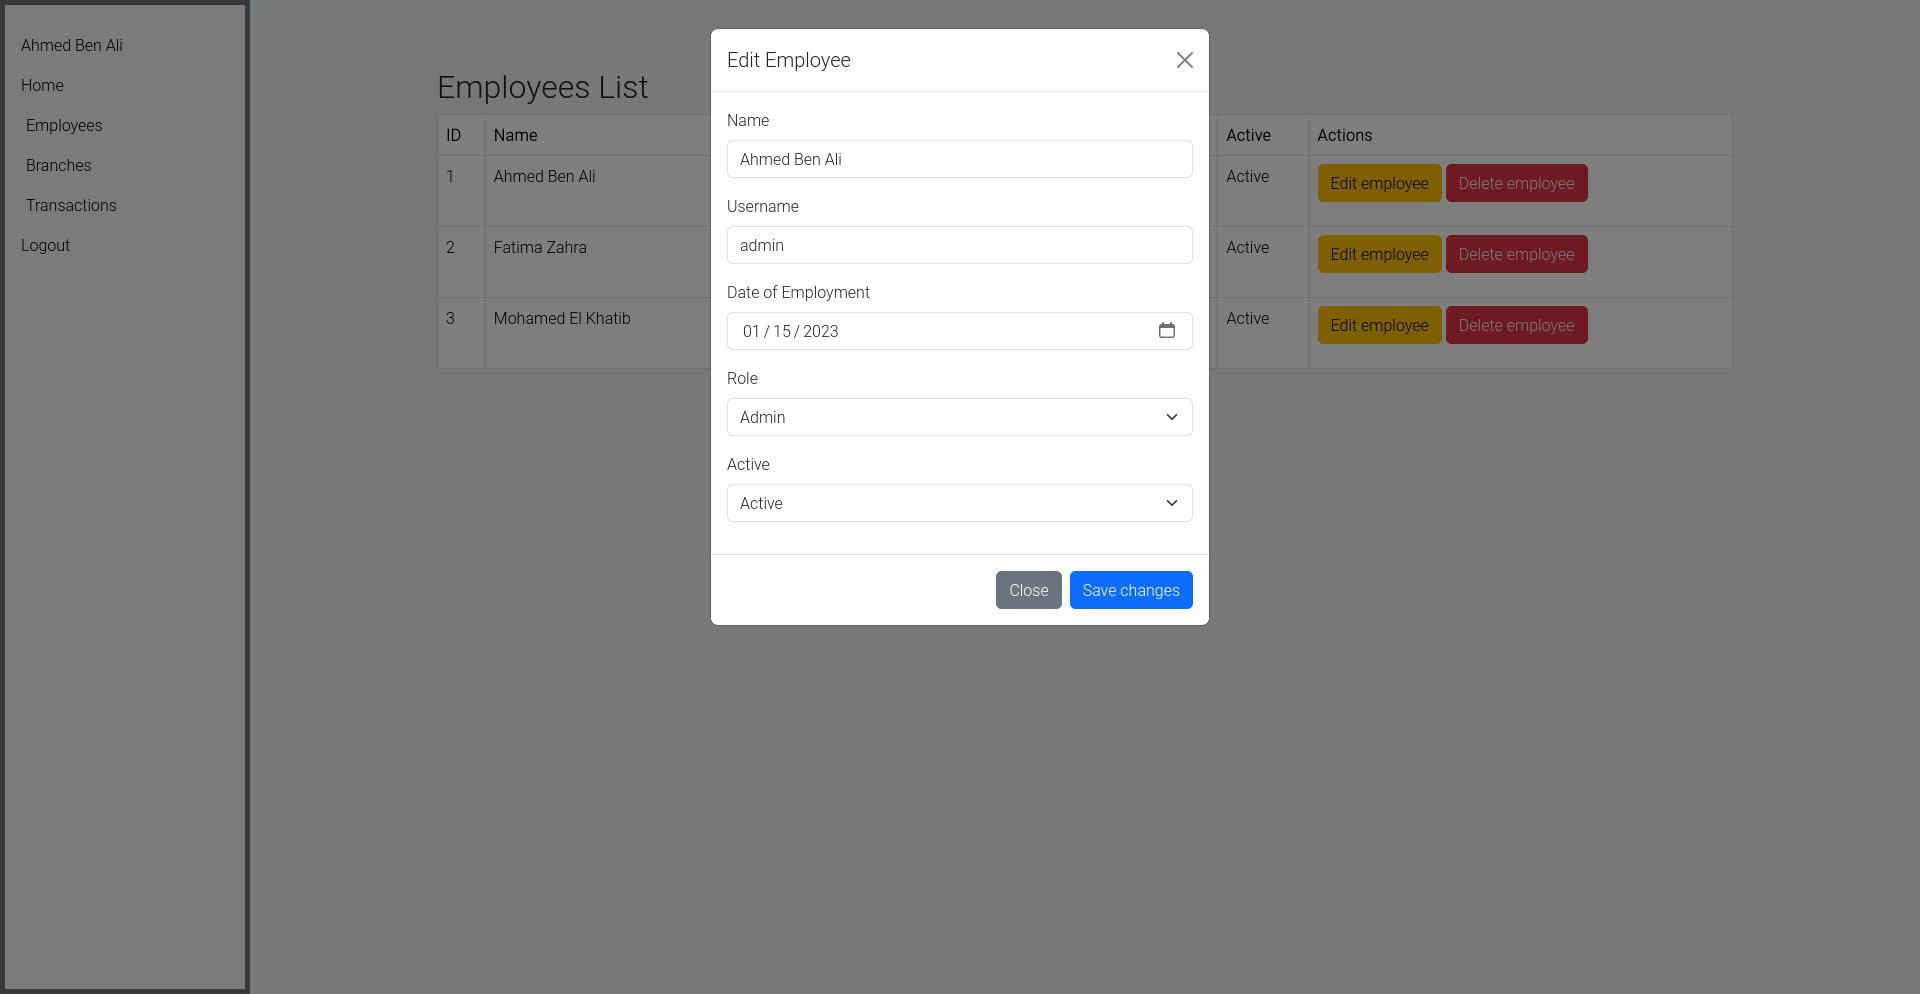 Ahmed Ben Ali
Home
Employees
Branches
Transactions
Logout
Employees List
ID Name Active Actions
1 Ahmed Ben Ali Active Edit employee Delete employee
2 Fatima Zahra Active Edit employee Delete employee
3 Mohamed El Khatib Active Edit employee Delete employee
Edit Employee
Name
Ahmed Ben Ali
Username
admin
Date of Employment
01 / 15 / 2023
Role
Admin
Active
Active
Close Save changes